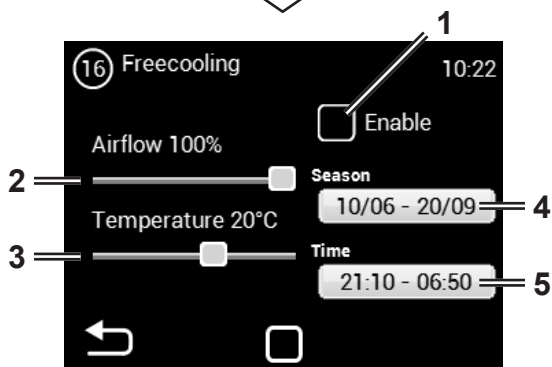 1
16 Freecooling 10:22
Enable
Airflow 100%
2
Season
10/06 - 20/09
4
Temperature 20°C
3
Time
21:10 - 06:50
5